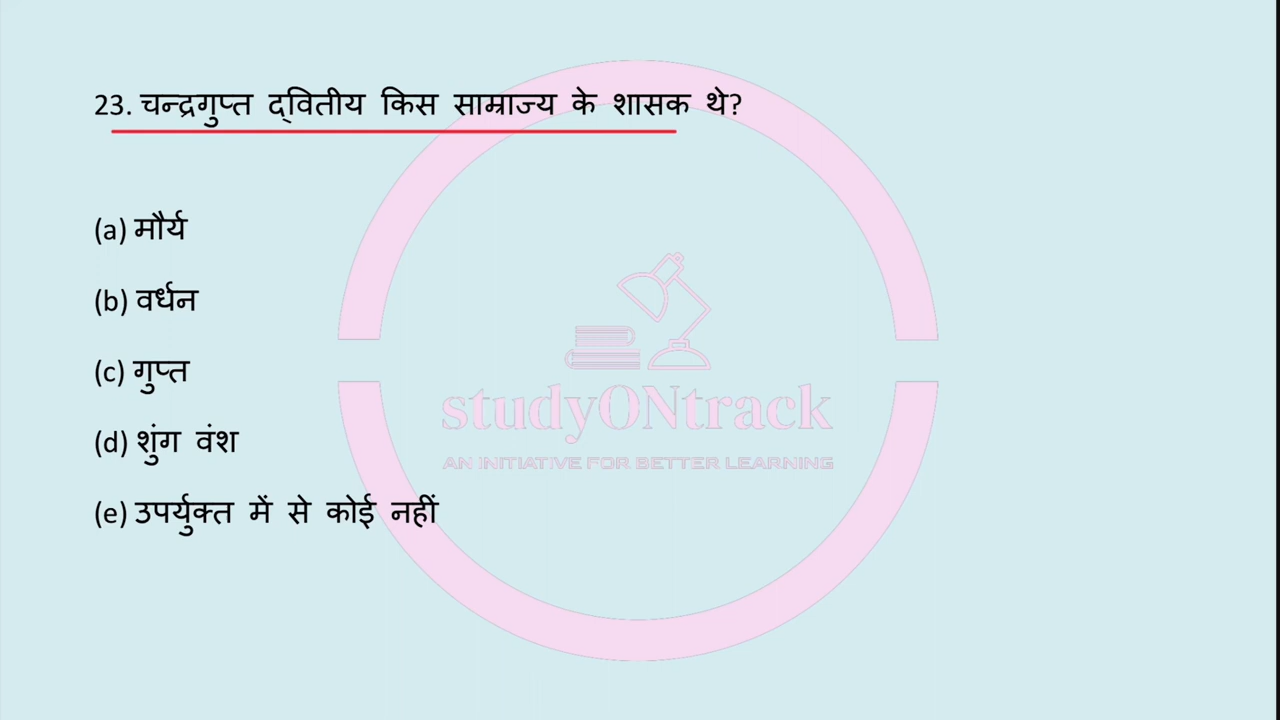 23. चन्द्रगुप्त द्वितीय किस साम्राज्य के शासक थे?
(a) मौर्य
(b) वर्धन
(c) गुप्त
(d) शुंग वंश
(e) उपर्युक्त में से कोई नहीं
studyONtrack
AN INITIATIVE FOR BETTER LEARNING